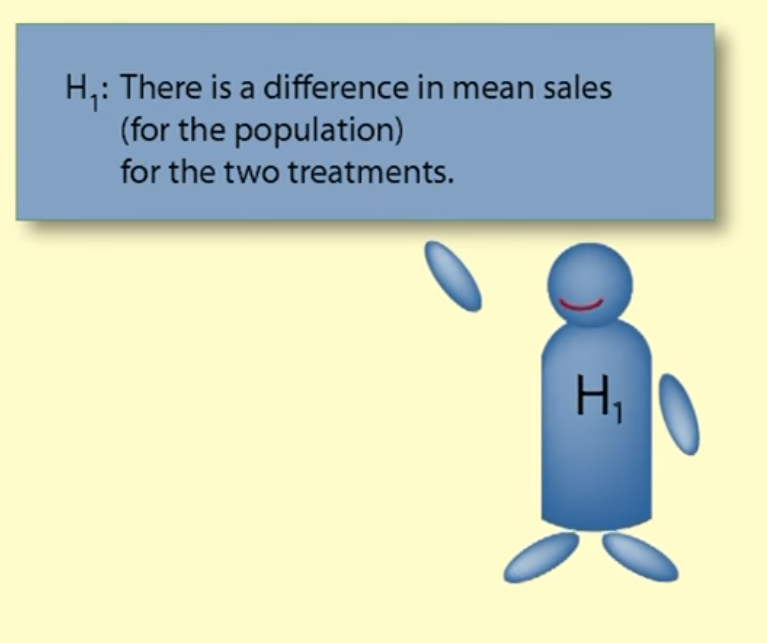 H₁: There is a difference in mean sales
(for the population)
for the two treatments.
H₁